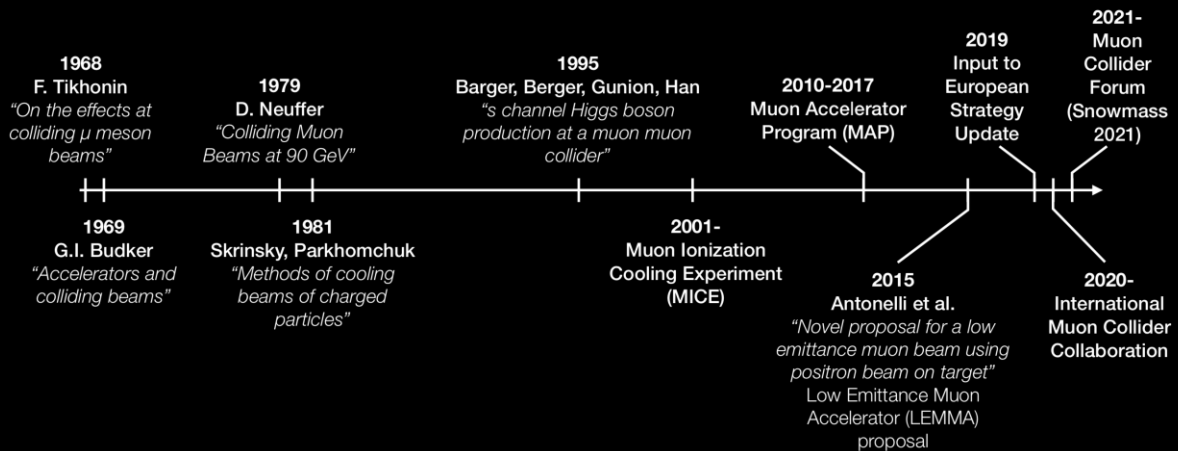 1968
F. Tikhonin
“On the effects at
colliding μ meson
beams”
1969
G.I. Budker
“Accelerators and
colliding beams”
1979
D. Neuffer
“Colliding Muon
Beams at 90 GeV”
1981
Skrinsky, Parkhomchuk
“Methods of cooling
beams of charged
particles”
1995
Barger, Berger, Gunion, Han
“s channel Higgs boson
production at a muon muon
collider”
2001-
Muon Ionization
Cooling Experiment
(MICE)
2010-2017
Muon Accelerator
Program (MAP)
2015
Antonelli et al.
“Novel proposal for a low
emittance muon beam using
positron beam on target”
Low Emittance Muon
Accelerator (LEMMA)
proposal
2019
Input to
European
Strategy
Update
2020-
International
Muon Collider
Collaboration
2021-
Muon
Collider
Forum
(Snowmass
2021)